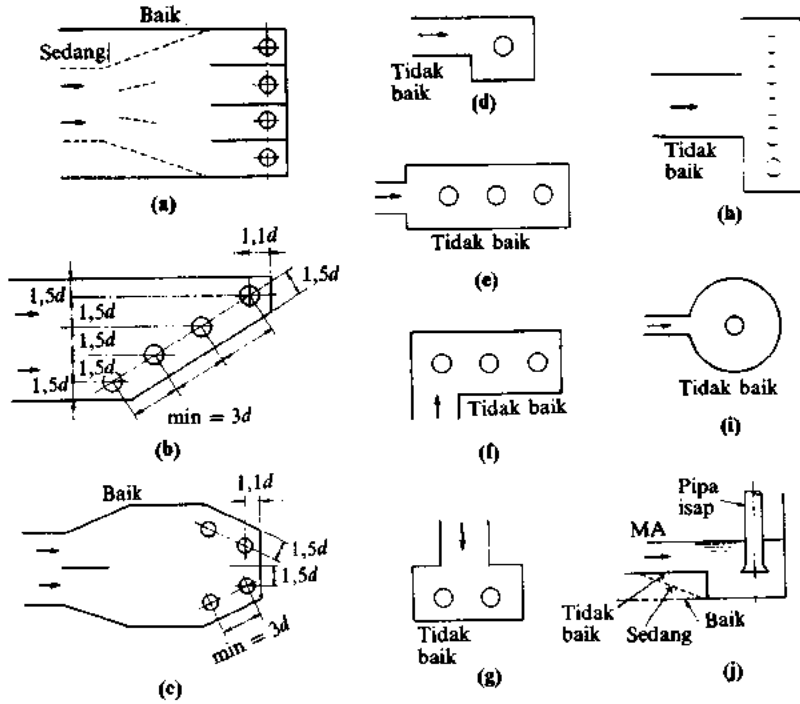 Baik
Sedang
(a)
1,1d
1,5d
1,5d
1,5d
1,5d
1,5d
1,5d
min = 3d
(b)
Baik
1,1d
1,5d
1,5d
min = 3d
(c)
Tidak
baik
(d)
Tidak baik
(e)
Tidak baik
(f)
Tidak
baik
(g)
Tidak
baik
(h)
Tidak baik
(i)
Pipa
isap
MA
Tidak
baik
Sedang
Baik
(j)